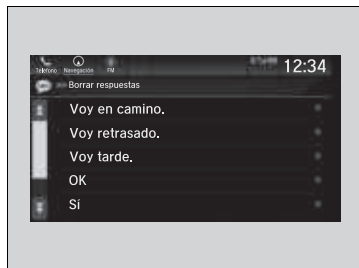 Teléfono Navegación FM
12:34
Borrar respuestas
Voy en camino.
Voy retrasado.
Voy tarde.
OK
Sí